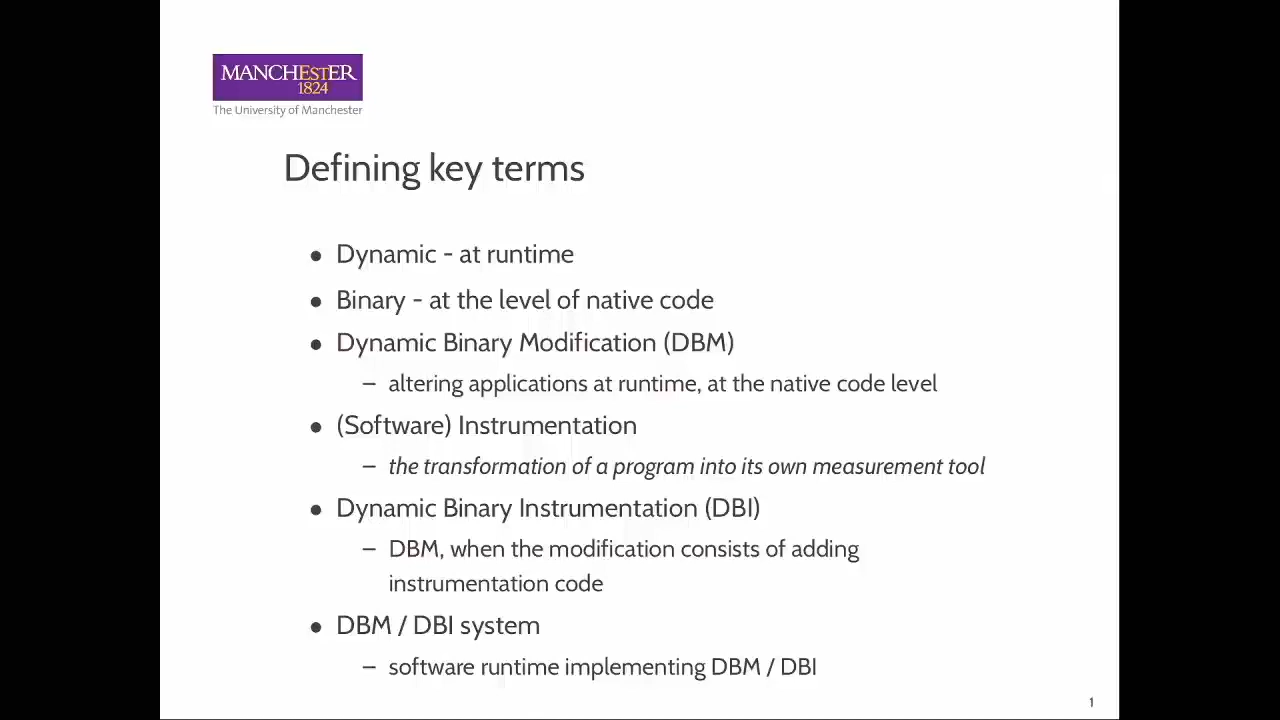 MANCHESTER
1824
The University of Manchester
Defining key terms
● Dynamic - at runtime
● Binary - at the level of native code
● Dynamic Binary Modification (DBM)
– altering applications at runtime, at the native code level
● (Software) Instrumentation
– the transformation of a program into its own measurement tool
● Dynamic Binary Instrumentation (DBI)
– DBM, when the modification consists of adding
instrumentation code
● DBM / DBI system
– software runtime implementing DBM / DBI
1